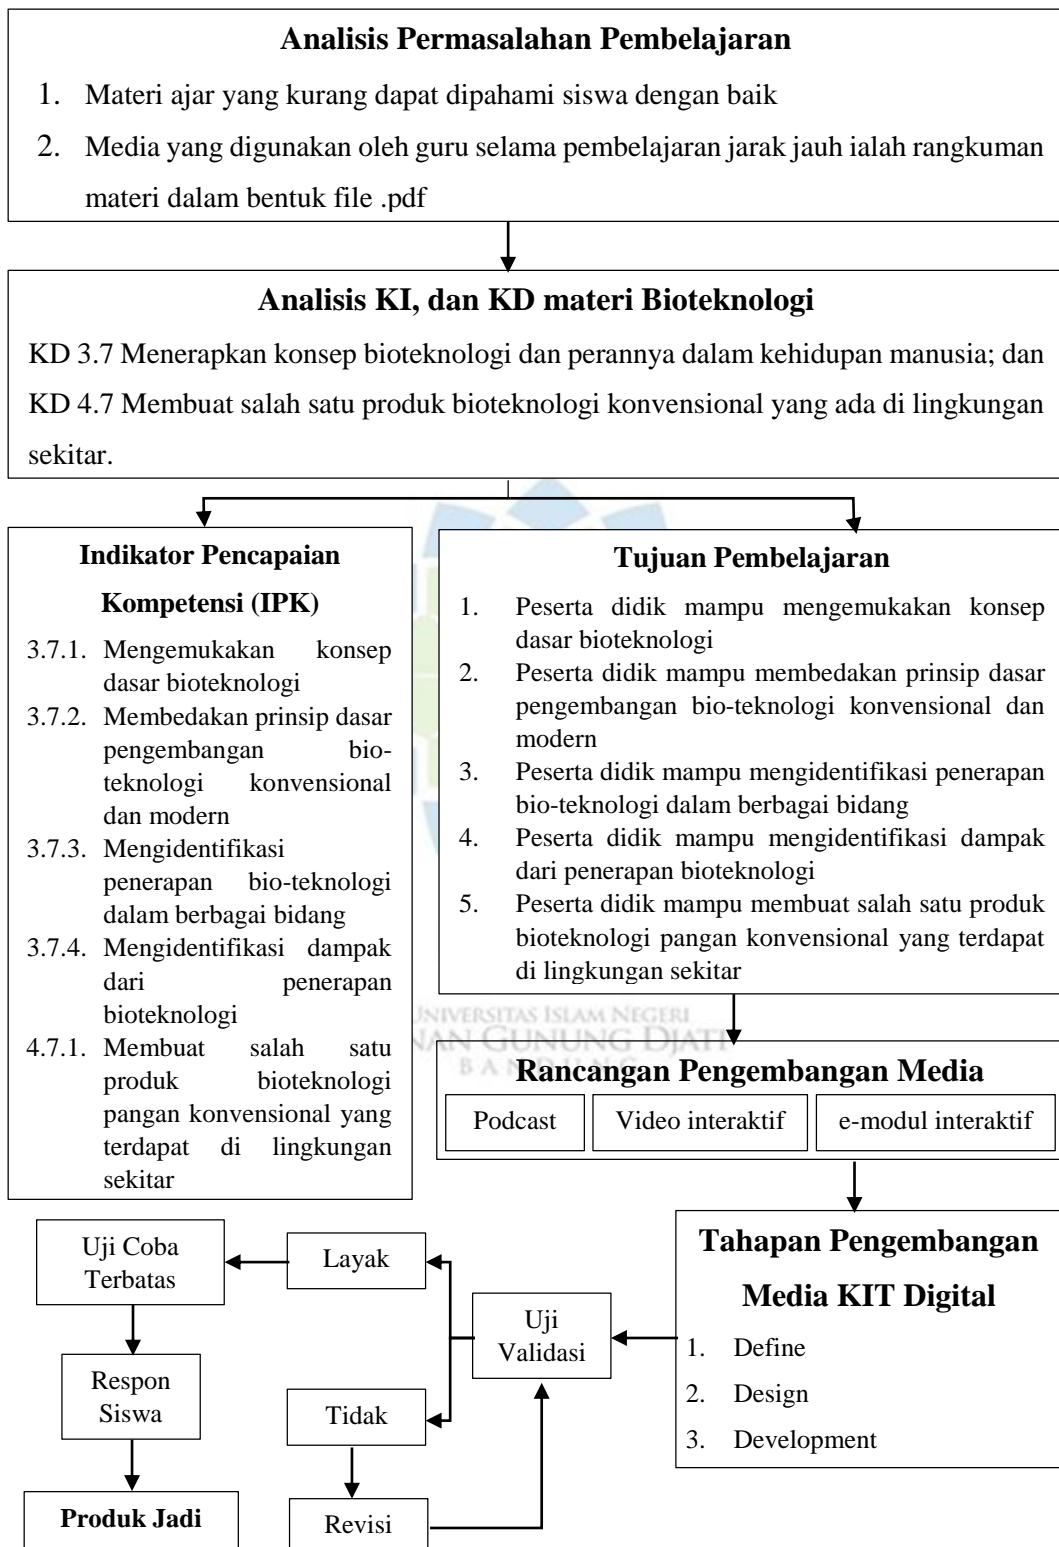 Analisis Permasalahan Pembelajaran
1. Materi ajar yang kurang dapat dipahami siswa dengan baik
2. Media yang digunakan oleh guru selama pembelajaran jarak jauh ialah rangkuman
materi dalam bentuk file .pdf
Analisis KI, dan KD materi Bioteknologi
KD 3.7 Menerapkan konsep bioteknologi dan perannya dalam kehidupan manusia; dan
KD 4.7 Membuat salah satu produk bioteknologi konvensional yang ada di lingkungan
sekitar.
Indikator Pencapaian
Kompetensi (IPK)
3.7.1. Mengemukakan konsep
dasar bioteknologi
3.7.2. Membedakan prinsip dasar
pengembangan bio-
teknologi konvensional
dan modern
3.7.3. Mengidentifikasi
penerapan bio-teknologi
dalam berbagai bidang
3.7.4. Mengidentifikasi dampak
dari penerapan
bioteknologi
4.7.1. Membuat salah satu
produk bioteknologi
pangan konvensional yang
terdapat di lingkungan
sekitar
Tujuan Pembelajaran
1. Peserta didik mampu mengemukakan konsep
dasar bioteknologi
2. Peserta didik mampu membedakan prinsip dasar
pengembangan bio-teknologi konvensional dan
modern
3. Peserta didik mampu mengidentifikasi penerapan
bio-teknologi dalam berbagai bidang
4. Peserta didik mampu mengidentifikasi dampak
dari penerapan bioteknologi
5. Peserta didik mampu membuat salah satu produk
bioteknologi pangan konvensional yang terdapat
di lingkungan sekitar
UNIVERSITAS ISLAM NEGERI
NAN GUNUNG DJATI
BANDUNG
Rancangan Pengembangan Media
Podcast
Video interaktif
e-modul interaktif
Tahapan Pengembangan
Media KIT Digital
1. Define
2. Design
3. Development
Uji
Validasi
Layak
Tidak
Revisi
Uji Coba
Terbatas
Respon
Siswa
Produk Jadi